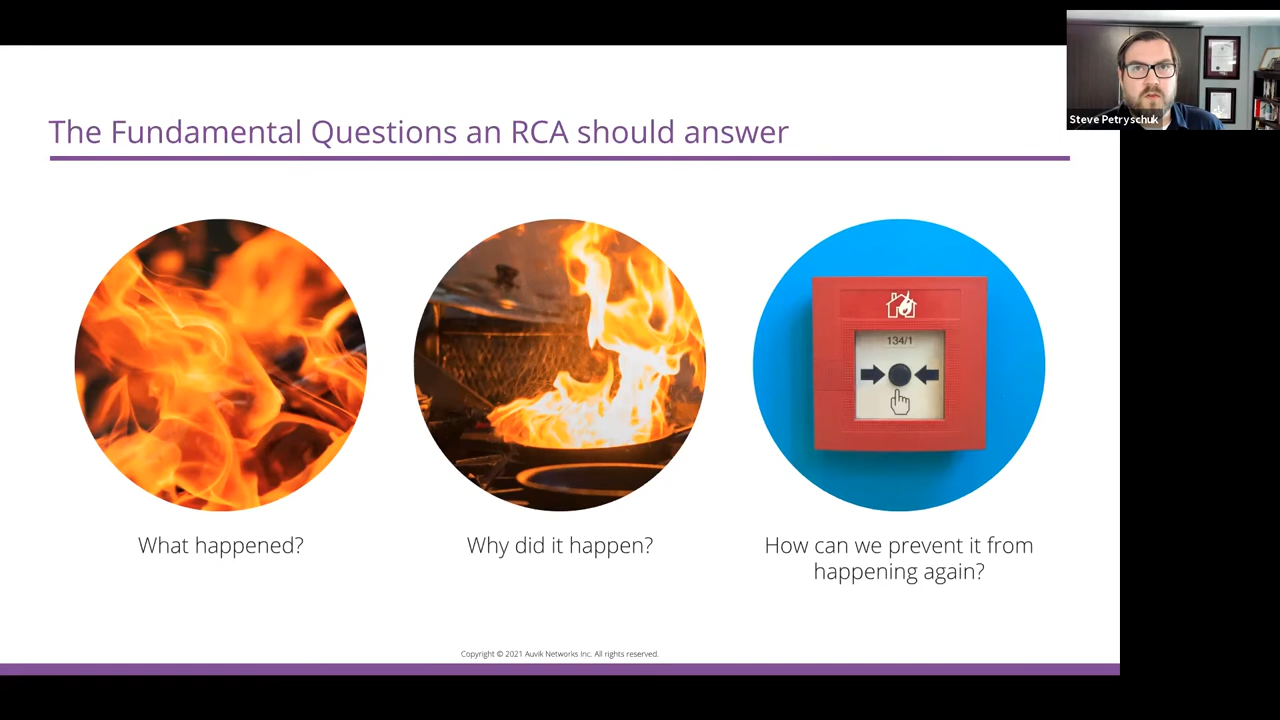 The Fundamental Questions an RCA should answer
Steve Petryschuk
134/1
What happened?
Why did it happen?
How can we prevent it from
happening again?
Copyright © 2021 Auvik Networks Inc. All rights reserved.